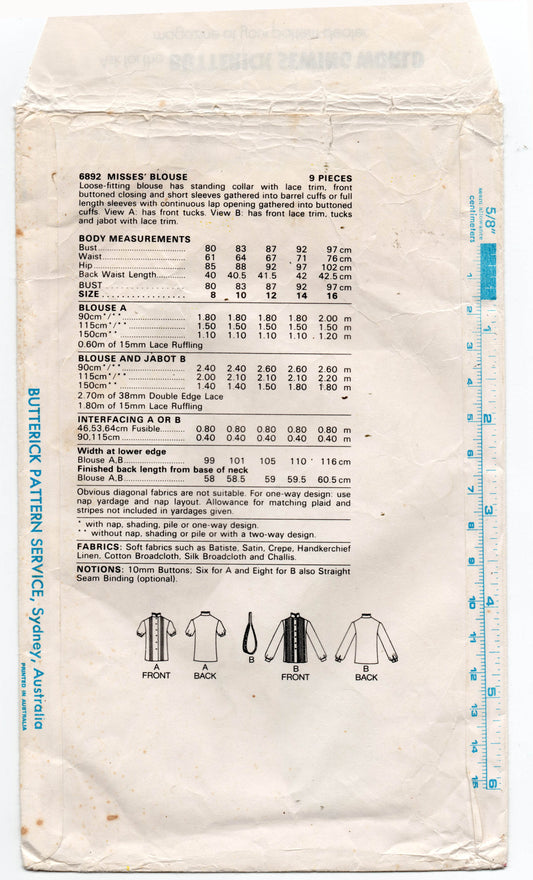 Ask for the BUTTERICK SEWING WORLD
magazine at your pattern dealer
6892 MISSES' BLOUSE 9 PIECES
Loose-fitting blouse has standing collar with lace trim, front
buttoned closing and short sleeves gathered into barrel cuffs or full
length sleeves with continuous lap opening gathered into buttoned
cuffs. View A: has front tucks. View B: has front lace trim, tucks
and jabot with lace trim.
BODY MEASUREMENTS
Bust 80 83 87 92 97 cm
Waist 61 64 67 71 76 cm
Hip 85 88 92 97 102 cm
Back Waist Length 40 40.5 41.5 42 42.5 cm
BUST 80 83 87 92 97 cm
SIZE 8 10 12 14 16
BLOUSE A
90cm*/** 1.80 1.80 1.80 1.80 2.00 m
115cm*/** 1.50 1.50 1.50 1.50 1.50 m
150cm** 1.10 1.10 1.10 1.10 1.20 m
0.60m of 15mm Lace Ruffling
BLOUSE AND JABOT B
90cm*/** 2.40 2.40 2.60 2.60 2.60 m
115cm*/** 2.00 2.10 2.10 2.10 2.20 m
150cm** 1.40 1.40 1.50 1.80 1.80 m
2.70m of 38mm Double Edge Lace
1.80m of 15mm Lace Ruffling
INTERFACING A OR B
46.53.64cm Fusible 0.80 0.80 0.80 0.80 0.80 m
90,115cm 0.40 0.40 0.40 0.40 0.40 m
Width at lower edge
Blouse A,B 99 101 105 110 116 cm
Finished back length from base of neck
Blouse A,B 58 58.5 59 59.5 60.5 cm
Obvious diagonal fabrics are not suitable. For one-way design: use
nap yardage and nap layout. Allowance for matching plaid and
stripes not included in yardages given.
* with nap, shading, pile or one-way design.
** without nap, shading or pile or with a two-way design.
FABRICS: Soft fabrics such as Batiste, Satin, Crepe, Handkerchief
Linen, Cotton Broadcloth, Silk Broadcloth and Challis.
NOTIONS: 10mm Buttons; Six for A and Eight for B also Straight
Seam Binding (optional).
A
FRONT
A
BACK
B
B
FRONT
B
BACK
BUTTERICK PATTERN SERVICE, Sydney, Australia
PRINTED IN AUSTRALIA
5/8"
seam allowance
centimeters
1 2 3 4 5 6 7 8 9 10 11 12 13 14 15
1 2 3 4 5 6